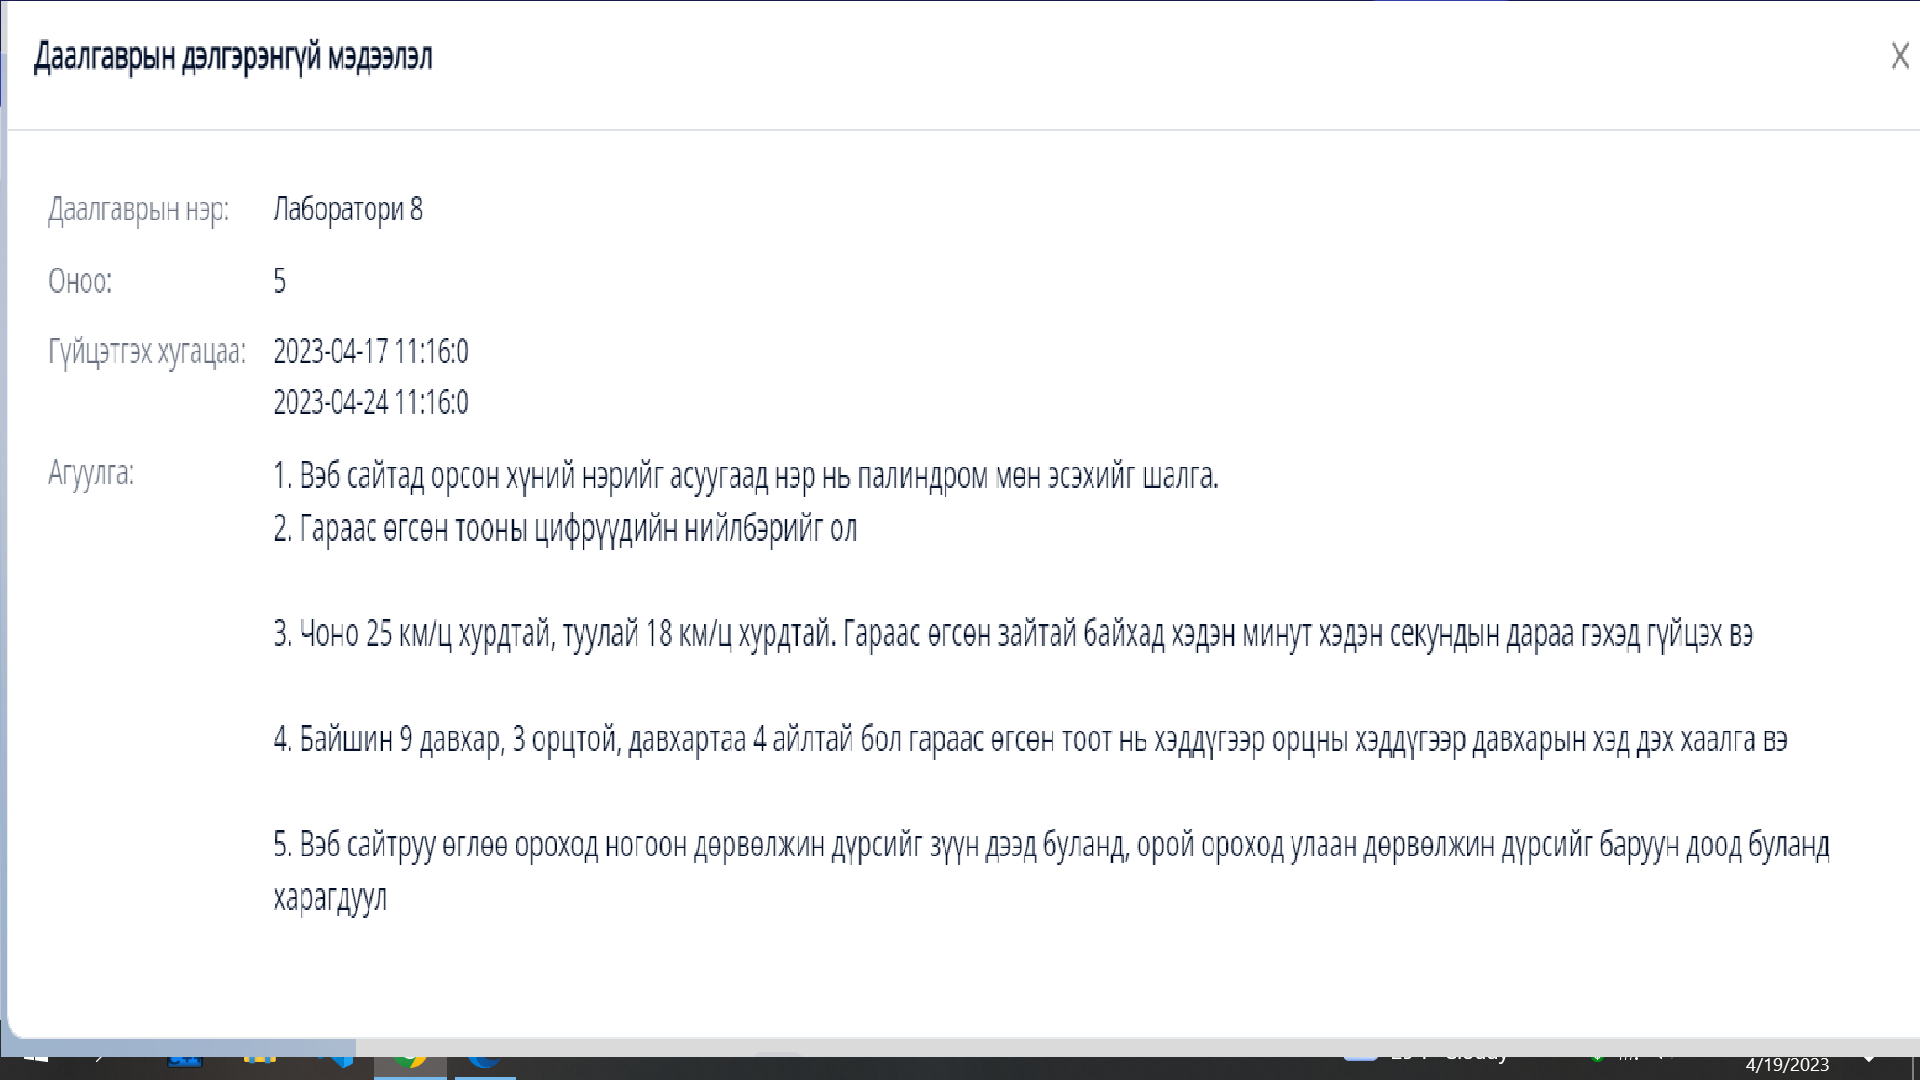 Даалгаврын дэлгэрэнгүй мэдээлэл
X
Даалгаврын нэр: Лаборатори 8
Оноо: 5
Гүйцэтгэх хугацаа: 2023-04-17 11:16:0
2023-04-24 11:16:0
Агуулга: 1. Вэб сайтад орсон хүний нэрийг асуугаад нэр нь палиндром мөн эсэхийг шалга.
2. Гараас өгсөн тооны цифрүүдийн нийлбэрийг ол
3. Чоно 25 км/ц хурдтай, туулай 18 км/ц хурдтай. Гараас өгсөн зайтай байхад хэдэн минут хэдэн секундын дараа гэхэд гүйцэх вэ
4. Байшин 9 давхар, 3 орцтой, давхартаа 4 айлтай бол гараас өгсөн тоот нь хэддүгээр орцны хэддүгээр давхарын хэд дэх хаалга вэ
5. Вэб сайтруу өглөө ороход ногоон дөрвөлжин дүрсийг зүүн дээд буланд, орой ороход улаан дөрвөлжин дүрсийг баруун доод буланд
харагдуул
4/19/2023